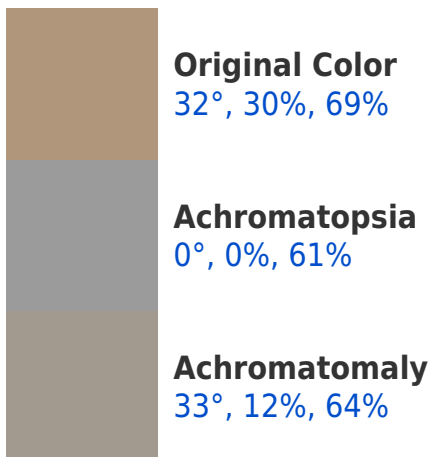 Original Color
32°, 30%, 69%
Achromatopsia
0°, 0%, 61%
Achromatomaly
33°, 12%, 64%